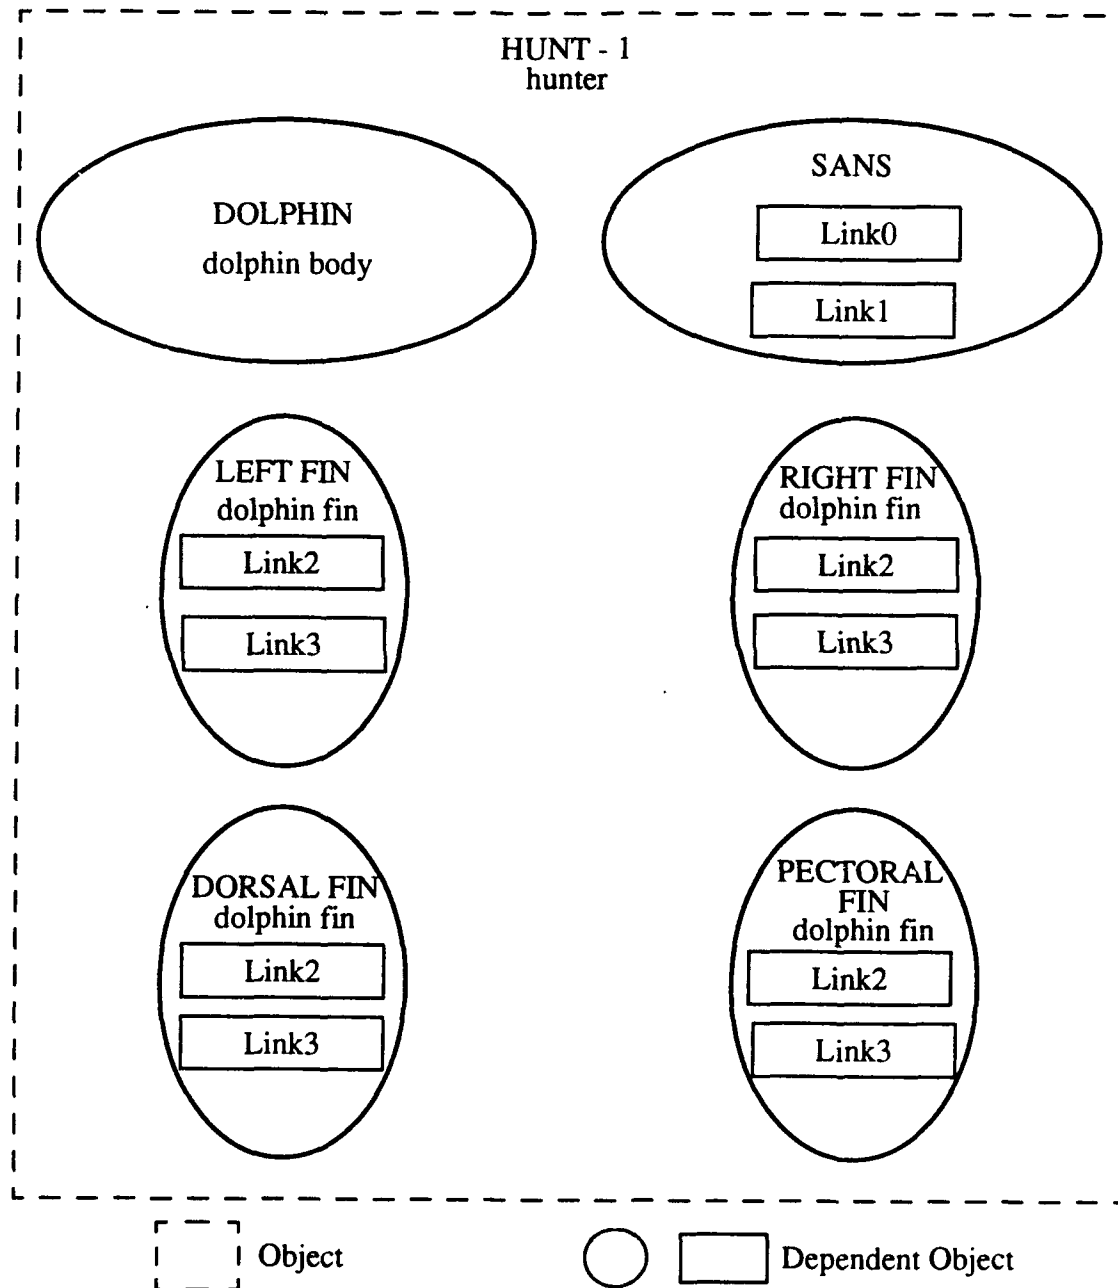 HUNT - 1
hunter
DOLPHIN
dolphin body
SANS
Link0
Link1
LEFT FIN
dolphin fin
Link2
Link3
RIGHT FIN
dolphin fin
Link2
Link3
DORSAL FIN
dolphin fin
Link2
Link3
PECTORAL
FIN
dolphin fin
Link2
Link3
Object
Dependent Object